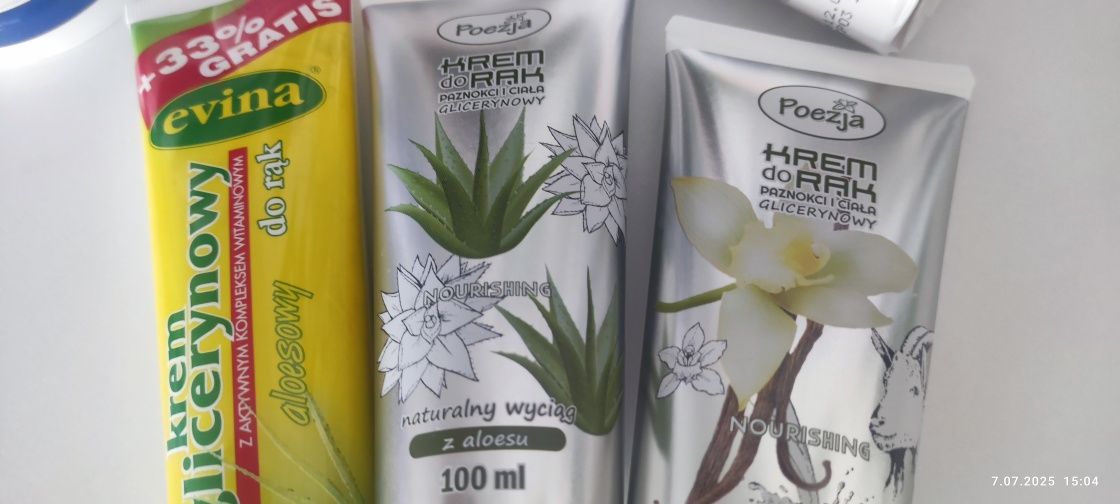 +33%
GRATIS
evina
krem
glicerynowy
Z AKTYWNYM KOMPLEKSEM WITAMINOWYM
do rąk
aloesowy
Poezja
KREM
do RĄK
PAZNOKCI I CIAŁA
GLICERYNOWY
NOURISHING
naturalny wyciąg
z aloesu
100 ml
Poezja
KREM
do RĄK
PAZNOKCI I CIAŁA
GLICERYNOWY
NOURISHING
7.07.2025 15:04